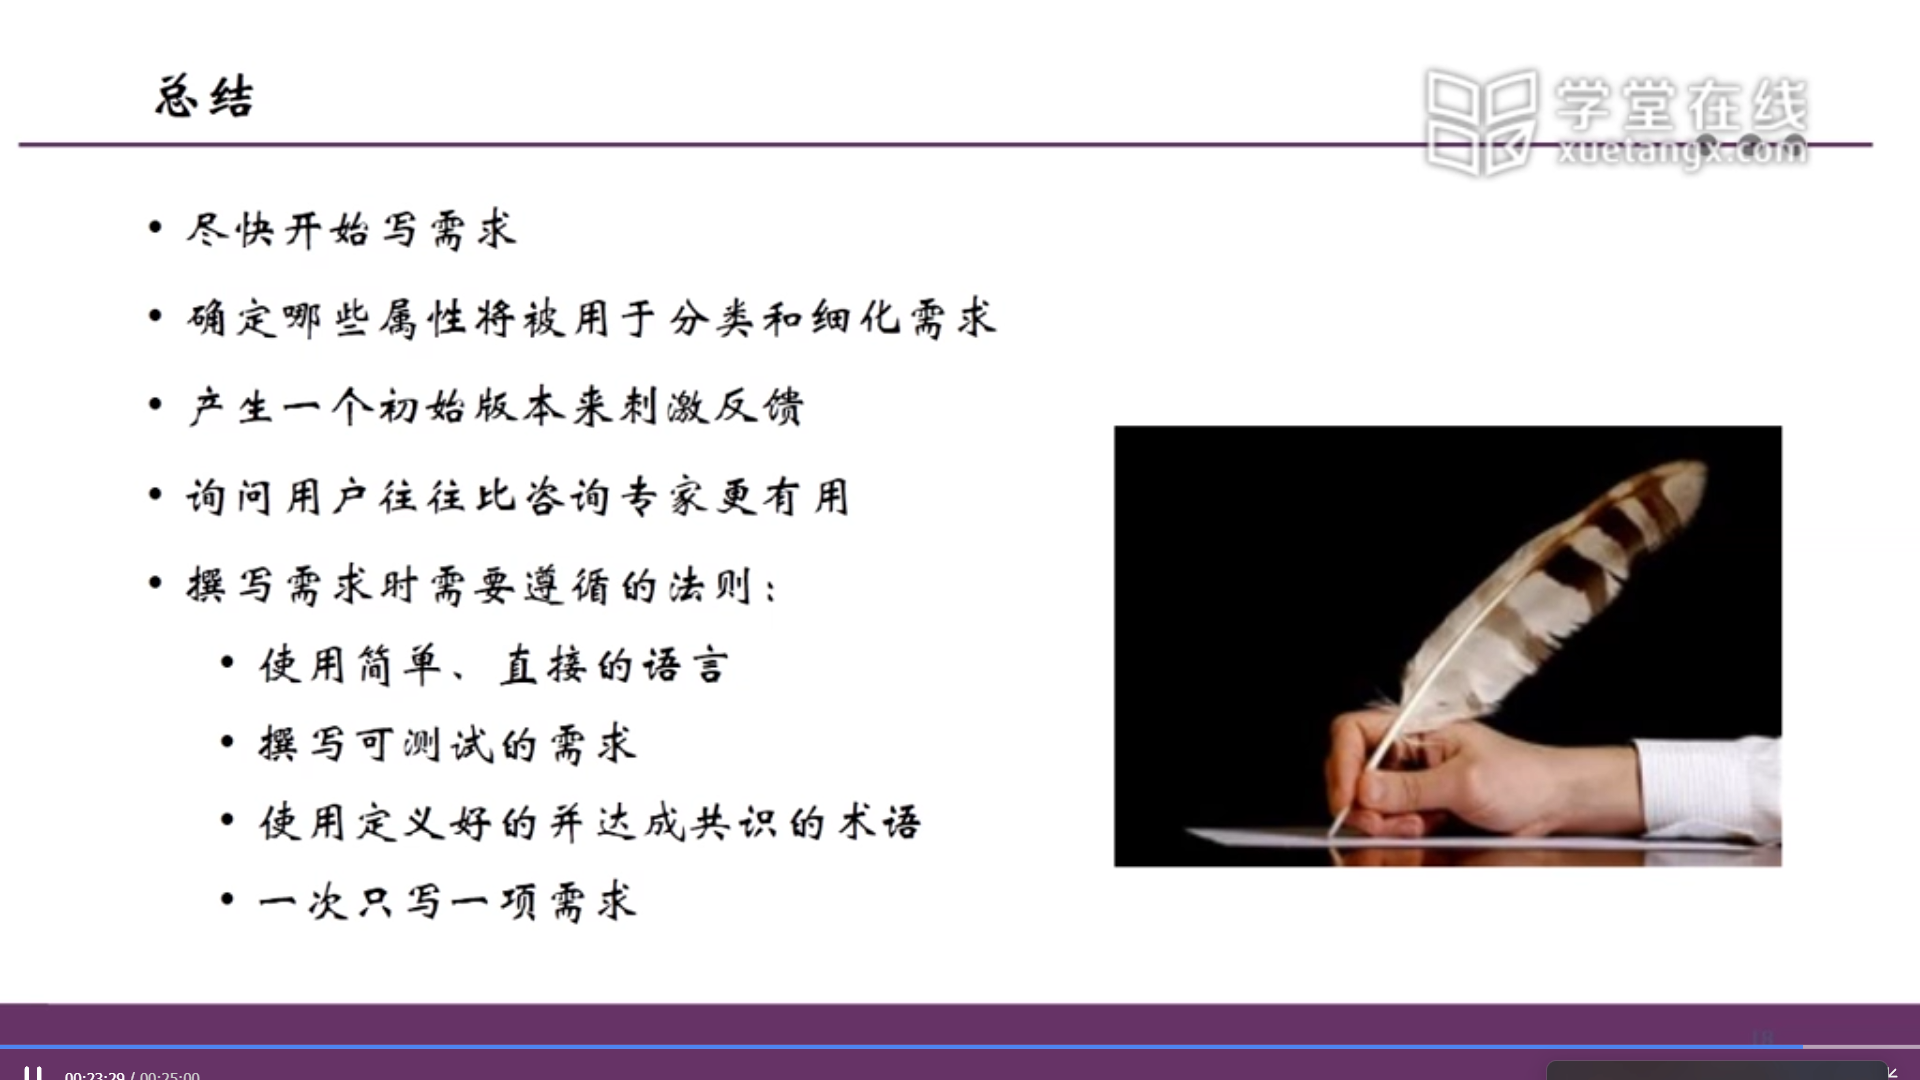 总结
学堂在线
xuetangx.com
• 尽快开始写需求
• 确定哪些属性将被用于分类和细化需求
• 产生一个初始版本来刺激反馈
• 询问用户往往比咨询专家更有用
• 撰写需求时需要遵循的法则：
• 使用简单、直接的语言
• 撰写可测试的需求
• 使用定义好的并达成共识的术语
• 一次只写一项需求
00:23:29 / 00:25:00